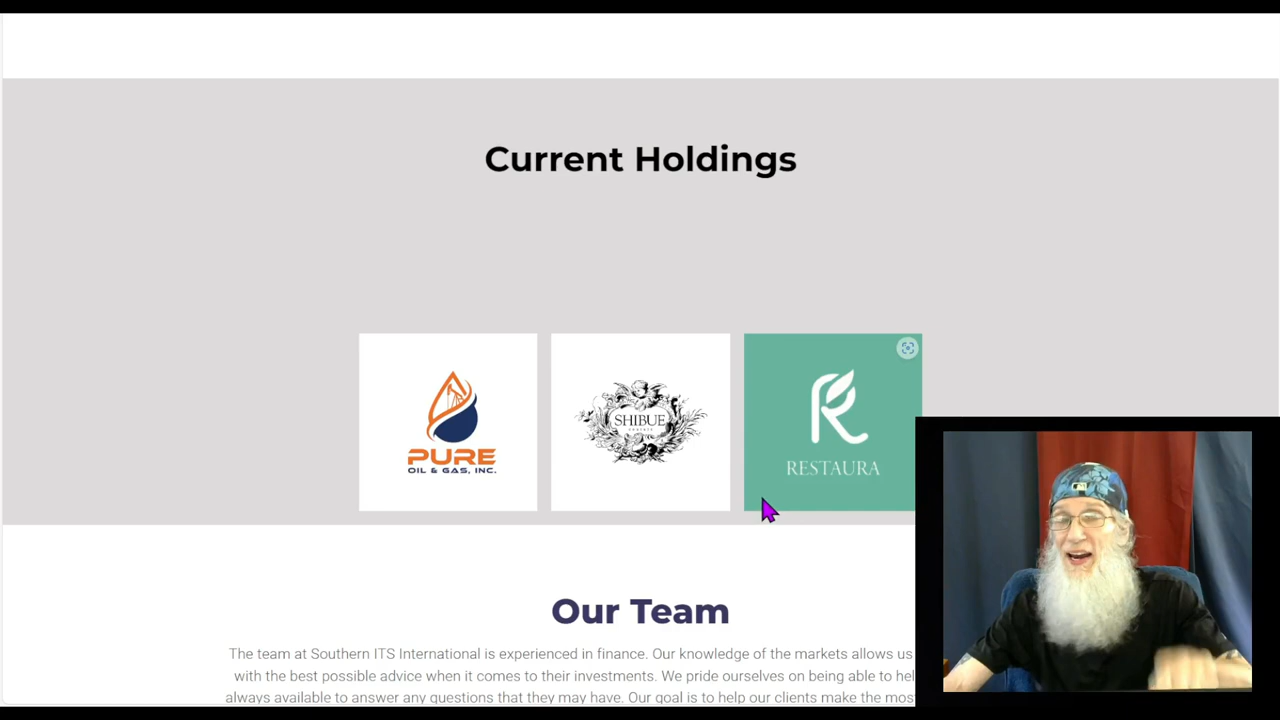 Current Holdings
PURE
OIL & GAS, INC.
SHIBUE
RESTAURA
Our Team
The team at Southern ITS International is experienced in finance. Our knowledge of the markets allows us
with the best possible advice when it comes to their investments. We pride ourselves on being able to hel
always available to answer any questions that they may have. Our goal is to help our clients make the mos